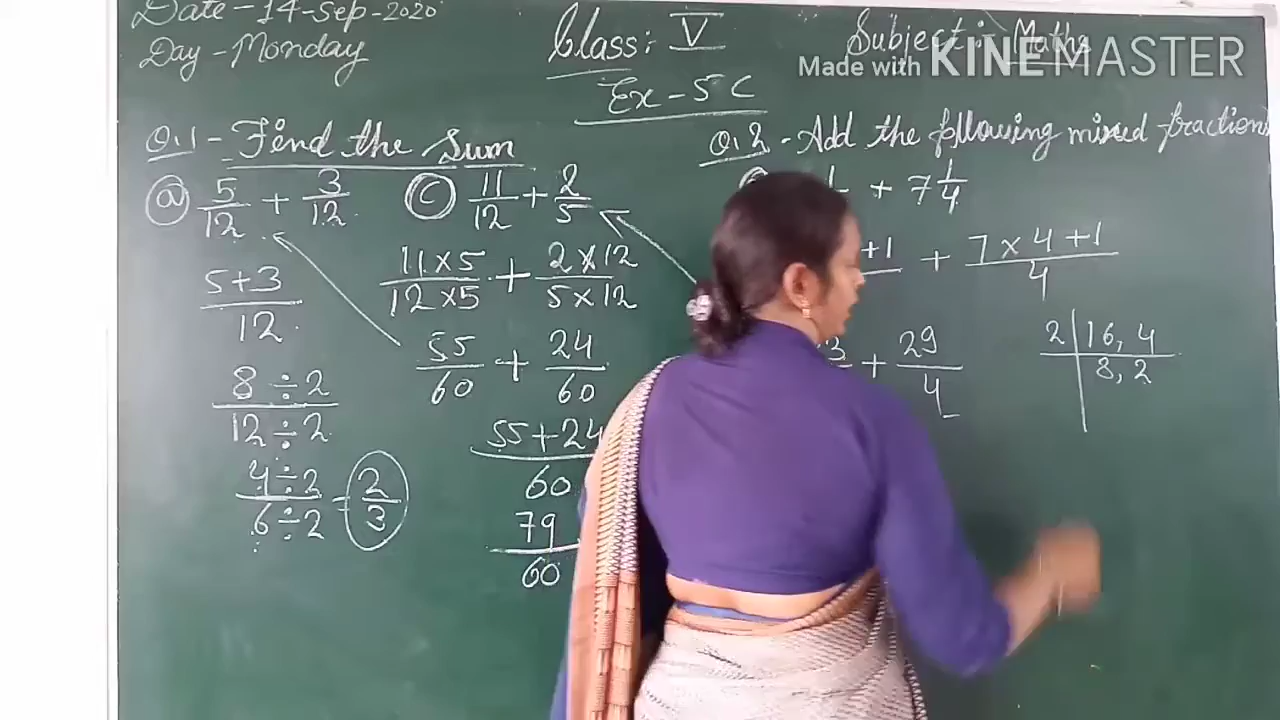 Date - 14-Sep-2020
Day - Monday
Class:- V
Subject:- Maths
Made with KINEMASTER
Ex - 5 C
Q.1 - Find the Sum
(a) 5/12 + 3/12
5+3/12
8÷2/12÷2
4÷2/6÷2 = 2/3
(c) 11/12 + 2/5
11×5/12×5 + 2×12/5×12
55/60 + 24/60
55+24/60
79/60
Q.2 - Add the following mixed fractions
+ 7 1/4
+1 + 7×4+1/4
3 + 29/4
2 | 16, 4
8, 2